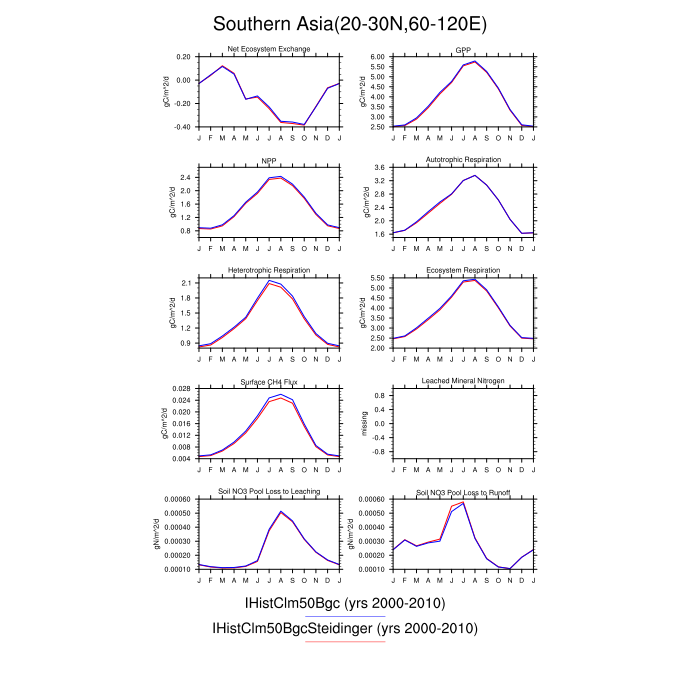 Southern Asia(20-30N,60-120E)
Net Ecosystem Exchange
gC/m^2/d
0.20
0.00
-0.20
-0.40
J F M A M J J A S O N D J
GPP
gC/m^2/d
6.00
5.50
5.00
4.50
4.00
3.50
3.00
2.50
J F M A M J J A S O N D J
NPP
gC/m^2/d
2.4
2.0
1.6
1.2
0.8
J F M A M J J A S O N D J
Autotrophic Respiration
gC/m^2/d
3.6
3.2
2.8
2.4
2.0
1.6
J F M A M J J A S O N D J
Heterotrophic Respiration
gC/m^2/d
2.1
1.8
1.5
1.2
0.9
J F M A M J J A S O N D J
Ecosystem Respiration
gC/m^2/d
5.50
5.00
4.50
4.00
3.50
3.00
2.50
2.00
J F M A M J J A S O N D J
Surface CH4 Flux
gC/m^2/d
0.028
0.024
0.020
0.016
0.012
0.008
0.004
J F M A M J J A S O N D J
Leached Mineral Nitrogen
missing
0.8
0.4
0.0
-0.4
-0.8
J F M A M J J A S O N D J
Soil NO3 Pool Loss to Leaching
gN/m^2/d
0.00060
0.00050
0.00040
0.00030
0.00020
0.00010
J F M A M J J A S O N D J
Soil NO3 Pool Loss to Runoff
gN/m^2/d
0.00060
0.00050
0.00040
0.00030
0.00020
0.00010
J F M A M J J A S O N D J
IHistClm50Bgc (yrs 2000-2010)
IHistClm50BgcSteidinger (yrs 2000-2010)